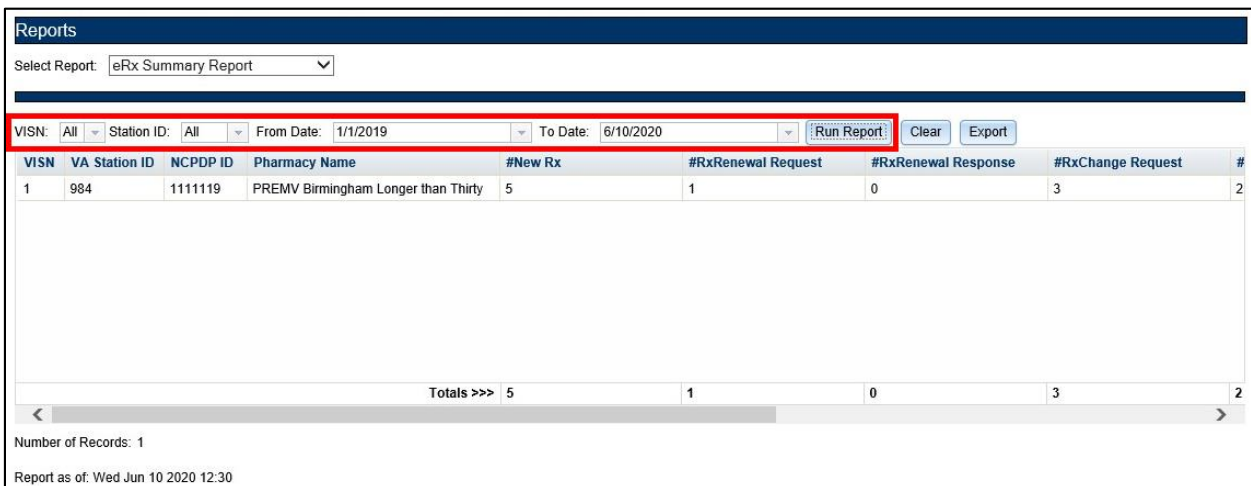 Reports
Select Report: eRx Summary Report
VISN: All Station ID: All From Date: 1/1/2019 To Date: 6/10/2020 Run Report Clear Export
VISN VA Station ID NCPDP ID Pharmacy Name #New Rx #RxRenewal Request #RxRenewal Response #RxChange Request #
1 984 1111119 PREMV Birmingham Longer than Thirty 5 1 0 3 2
Totals >>> 5 1 0 3 2
Number of Records: 1
Report as of: Wed Jun 10 2020 12:30